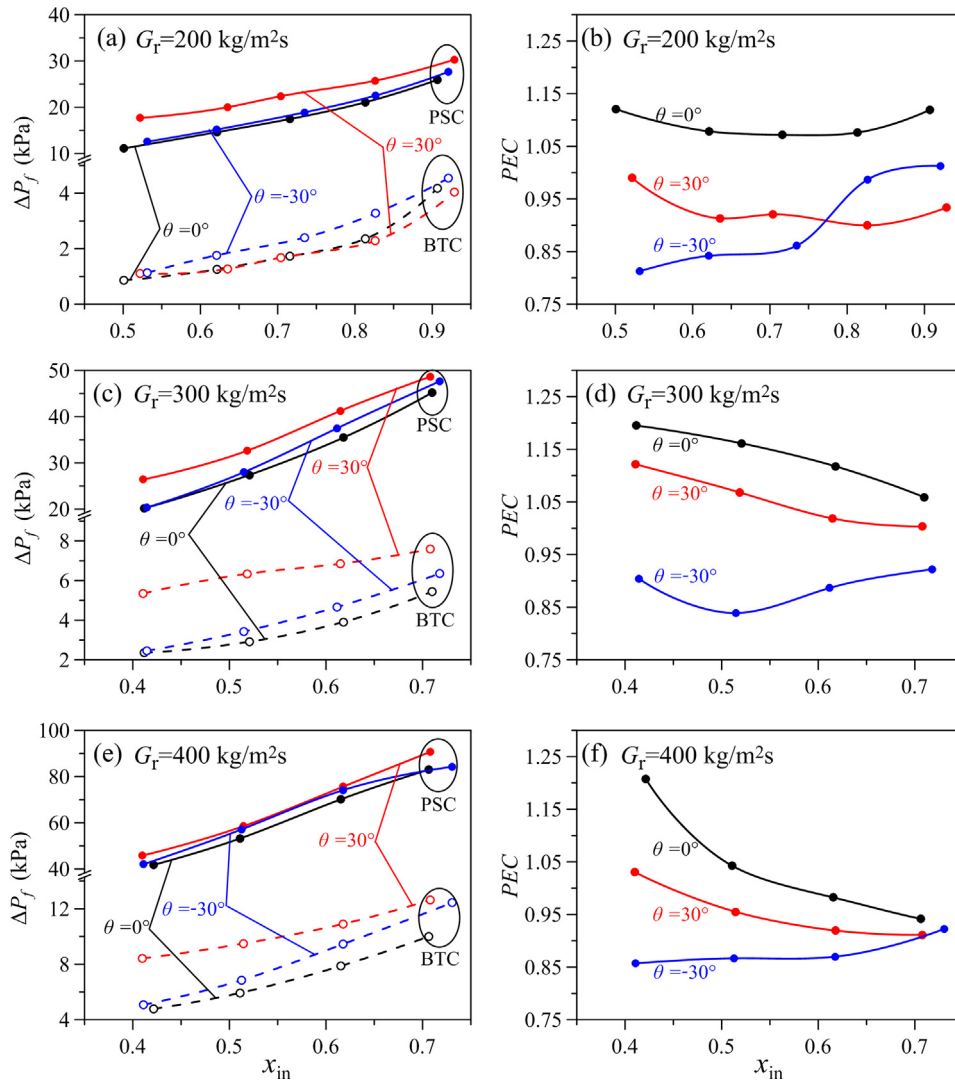 (a) Gr=200 kg/m²s
ΔPf (kPa)
40
30
20
10
4
2
0
PSC
θ =30°
θ =-30°
θ =0°
BTC
0.5 0.6 0.7 0.8 0.9
(b) Gr=200 kg/m²s
PEC
1.25
1.15
1.05
0.95
0.85
0.75
θ =0°
θ =30°
θ =-30°
0.5 0.6 0.7 0.8 0.9
(c) Gr=300 kg/m²s
ΔPf (kPa)
50
40
30
20
8
6
4
2
PSC
θ =30°
θ =-30°
θ =0°
BTC
0.4 0.5 0.6 0.7
(d) Gr=300 kg/m²s
PEC
1.25
1.15
1.05
0.95
0.85
0.75
θ =0°
θ =30°
θ =-30°
0.4 0.5 0.6 0.7
(e) Gr=400 kg/m²s
ΔPf (kPa)
100
80
60
40
12
8
4
PSC
θ =30°
θ =-30°
θ =0°
BTC
0.4 0.5 0.6 0.7
xin
(f) Gr=400 kg/m²s
PEC
1.25
1.15
1.05
0.95
0.85
0.75
θ =0°
θ =30°
θ =-30°
0.4 0.5 0.6 0.7
xin